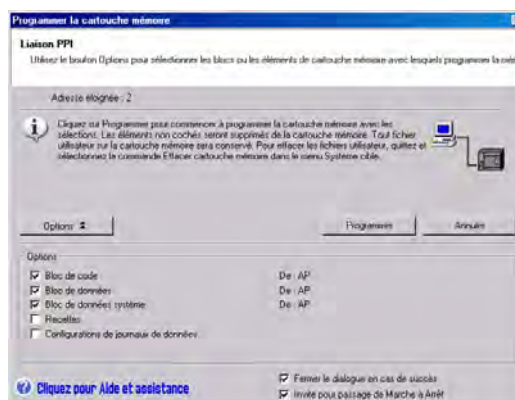 Programmer la cartouche mémoire
Liaison PPI
Utilisez le bouton Options pour sélectionner les blocs ou les éléments de cartouche mémoire avec lesquels programmer la mém
Adresse éloignée : 2
Cliquez sur Programmer pour commencer à programmer la cartouche mémoire avec les
sélections. Les éléments non cochés seront supprimés de la cartouche mémoire. Tout fichier
utilisateur sur la cartouche mémoire sera conservé. Pour effacer les fichiers utilisateur, quittez et
sélectionnez la commande Effacer cartouche mémoire dans le menu Système cible.
Options Programmer Annuler
Options
Bloc de code De : AP
Bloc de données De : AP
Bloc de données système De : AP
Recettes
Configurations de journaux de données
Cliquez pour Aide et assistance
Fermer le dialogue en cas de succès
Invite pour passage de Marche à Arrêt